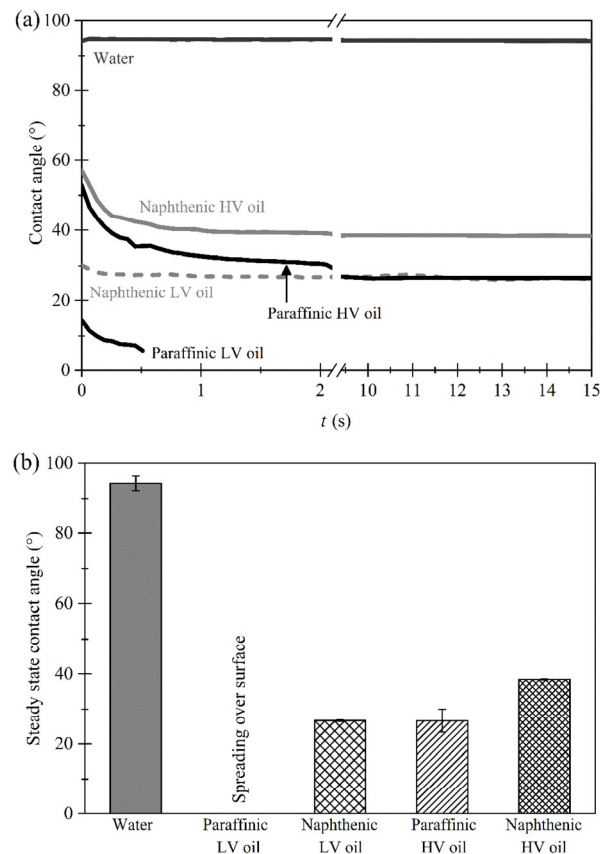 (a)
100
80
60
40
20
0
Contact angle (°)
Water
Naphthenic HV oil
Naphthenic LV oil
Paraffinic HV oil
Paraffinic LV oil
0 1 2 10 11 12 13 14 15
t (s)
(b)
100
80
60
40
20
0
Steady state contact angle (°)
Spreading over surface
Water Paraffinic Naphthenic Paraffinic Naphthenic
LV oil LV oil HV oil HV oil